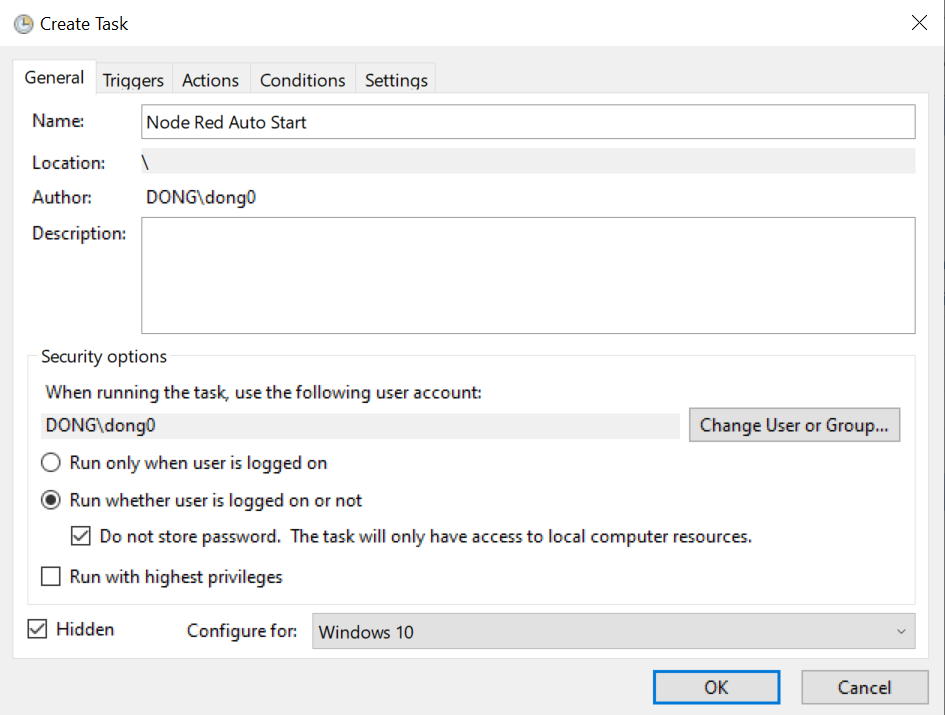 Create Task
General Triggers Actions Conditions Settings
Name: Node Red Auto Start
Location: \
Author: DONG\dong0
Description:
Security options
When running the task, use the following user account:
DONG\dong0 Change User or Group...
Run only when user is logged on
Run whether user is logged on or not
Do not store password. The task will only have access to local computer resources.
Run with highest privileges
Hidden Configure for: Windows 10
OK Cancel